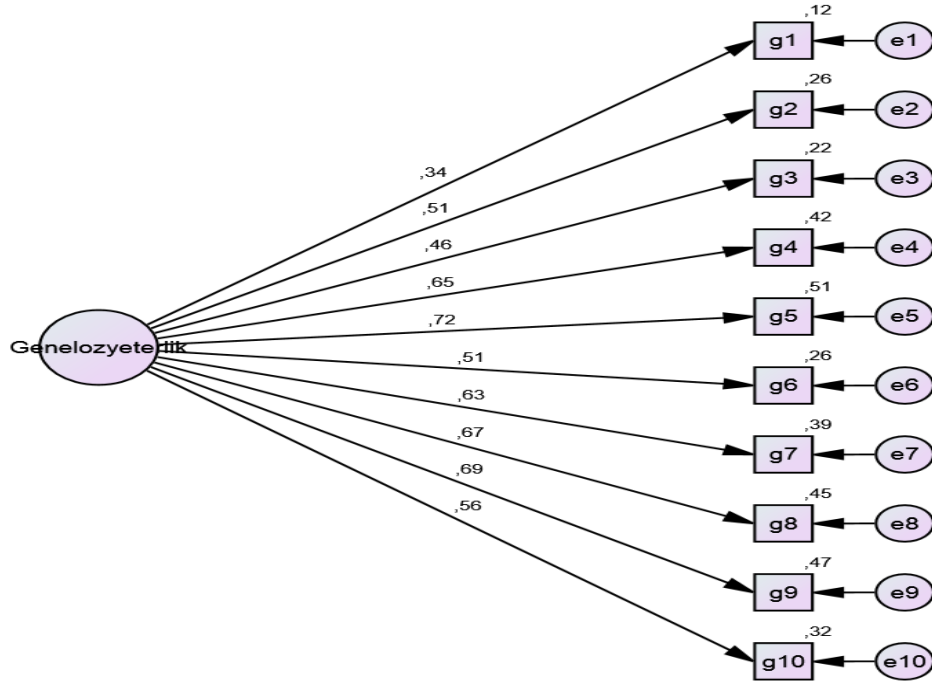 ,12
g1
e1
,26
g2
e2
,34
,22
g3
e3
,51
,42
g4
e4
,46
,65
,51
g5
e5
,72
Genelozyeterlik
,51
,26
g6
e6
,63
,39
g7
e7
,67
,45
g8
e8
,69
,47
g9
e9
,56
,32
g10
e10